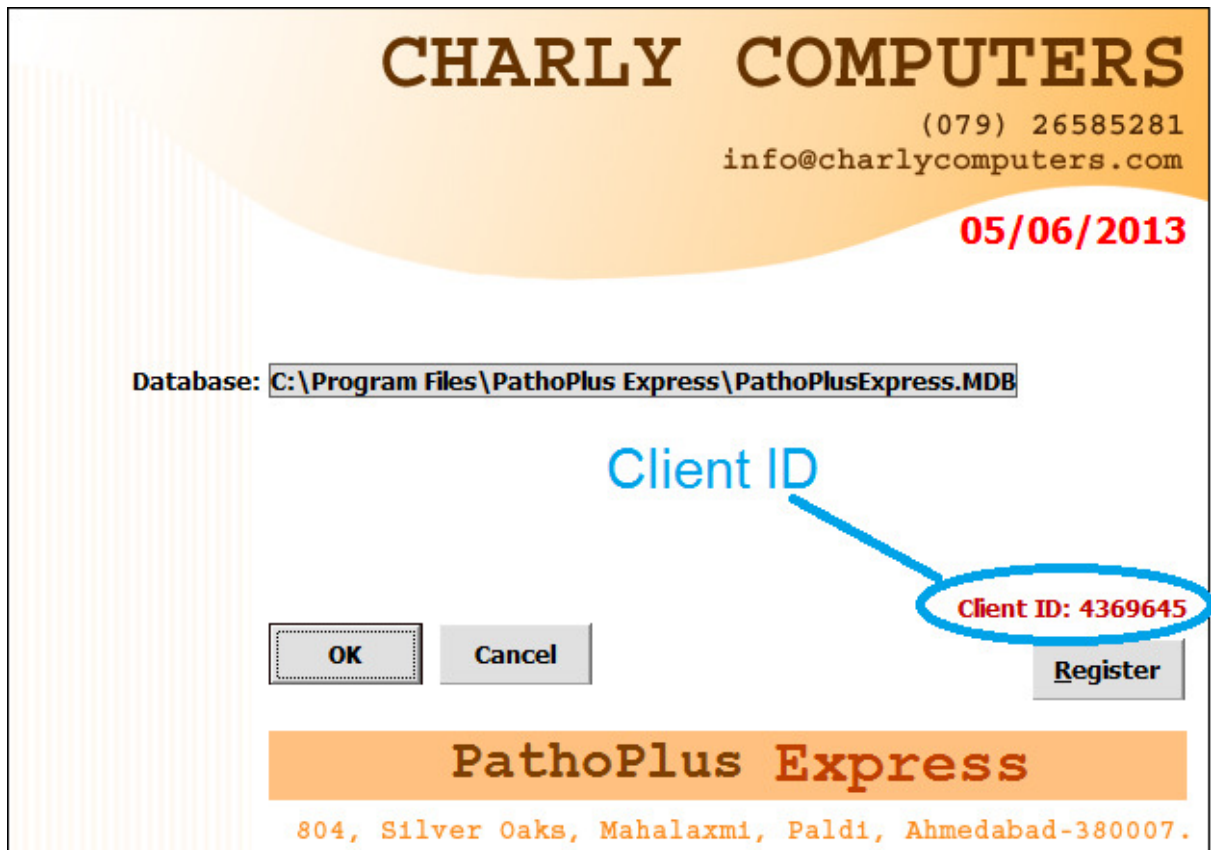 CHARLY COMPUTERS
(079) 26585281
info@charlycomputers.com
05/06/2013
Database: C:\Program Files\PathoPlus Express\PathoPlusExpress.MDB
Client ID
Client ID: 4369645
OK Cancel Register
PathoPlus Express
804, Silver Oaks, Mahalaxmi, Paldi, Ahmedabad-380007.